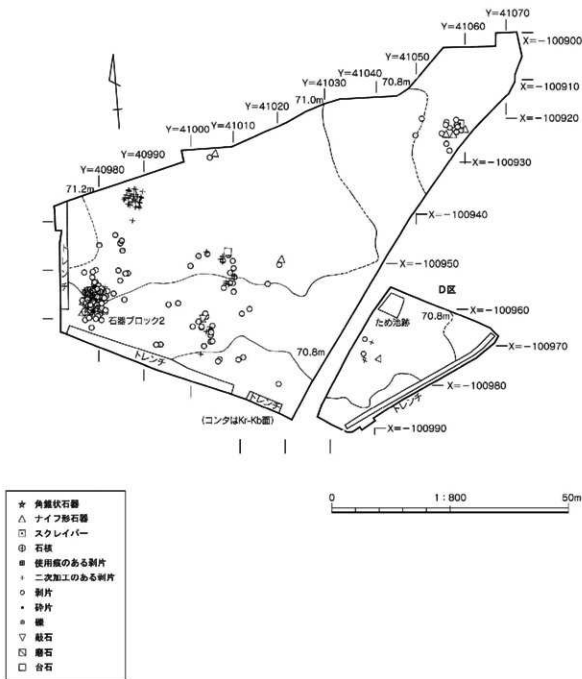 Y=41070
Y=41060
X=-100900
Y=41050
Y=41040
70.8m
X=-100910
Y=41030
71.0m
X=-100920
Y=41020
Y=41010
Y=41000
X=-100930
Y=40990
Y=40980
71.2m
X=-100940
X=-100950
トレンチ
D区
石器ブロック2
ため池跡
X=-100960
70.8m
70.8m
X=-100970
トレンチ
X=-100980
トレンチ
トレンチ
(コンタはKr-Kb面)
X=-100990
角錐状石器
ナイフ形石器
スクレイパー
石核
使用痕のある剥片
二次加工のある剥片
剥片
砕片
礫
敲石
磨石
台石
0 1:800 50m